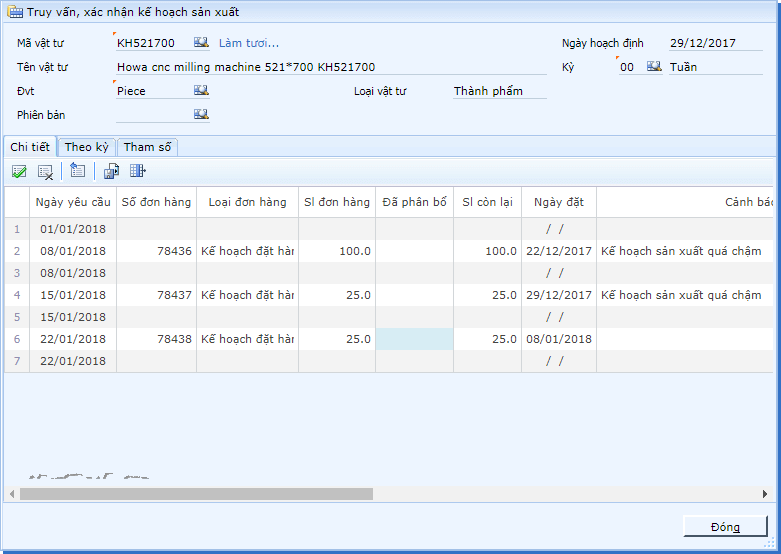 Truy vấn, xác nhận kế hoạch sản xuất
Mã vật tư KH521700 Làm tươi... Ngày hoạch định 29/12/2017
Tên vật tư Howa cnc milling machine 521*700 KH521700 Kỳ 00 Tuần
Đvt Piece Loại vật tư Thành phẩm
Phiên bản
Chi tiết Theo kỳ Tham số
Ngày yêu cầu Số đơn hàng Loại đơn hàng Sl đơn hàng Đã phân bổ Sl còn lại Ngày đặt Cảnh báo
1 01/01/2018 / /
2 08/01/2018 78436 Kế hoạch đặt hàn 100.0 100.0 22/12/2017 Kế hoạch sản xuất quá chậm
3 08/01/2018 / /
4 15/01/2018 78437 Kế hoạch đặt hàn 25.0 25.0 29/12/2017 Kế hoạch sản xuất quá chậm
5 15/01/2018 / /
6 22/01/2018 78438 Kế hoạch đặt hàn 25.0 25.0 08/01/2018
7 22/01/2018 / /
Đóng